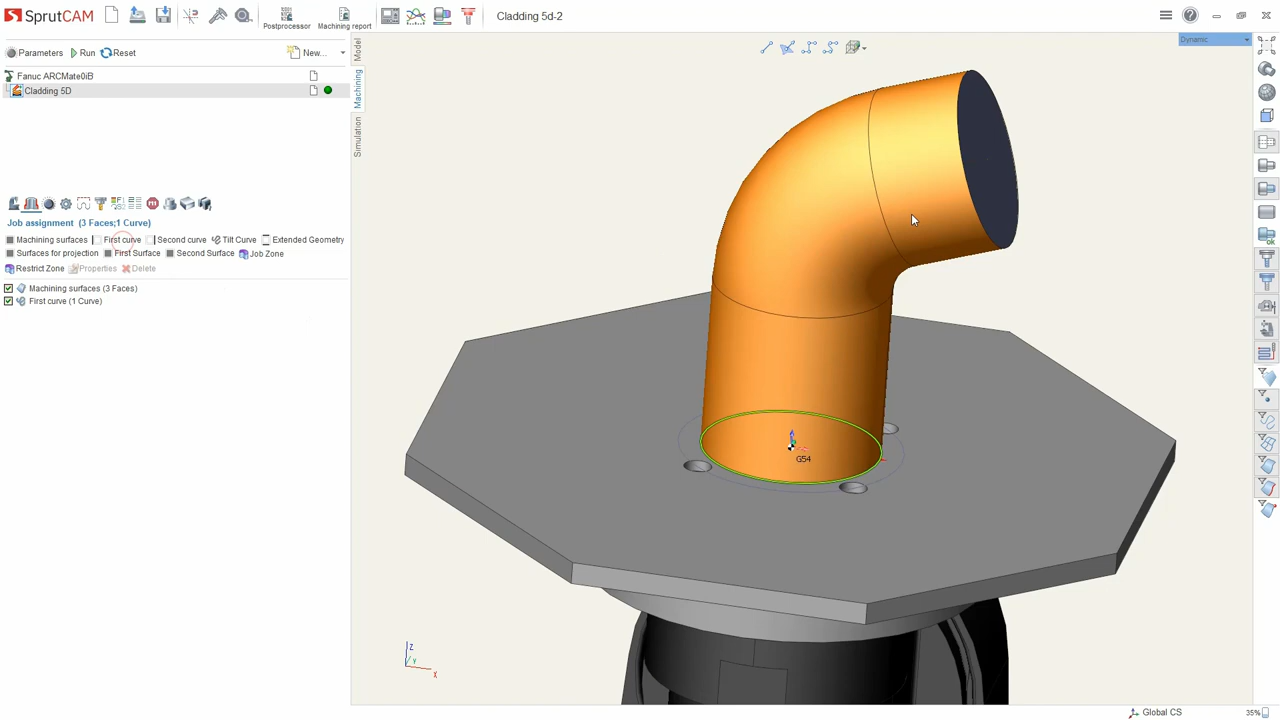 SprutCAM
Postprocessor
Machining report
Cladding 5d-2
Parameters
Run
Reset
New...
Fanuc ARCMate0iB
Cladding 5D
Model
Machining
Simulation
Dynamic
Job assignment (3 Faces;1 Curve)
Machining surfaces First curve Second curve Tilt Curve Extended Geometry
Surfaces for projection First Surface Second Surface Job Zone
Restrict Zone Properties Delete
Machining surfaces (3 Faces)
First curve (1 Curve)
G54
Z
Y
X
Global CS
35%